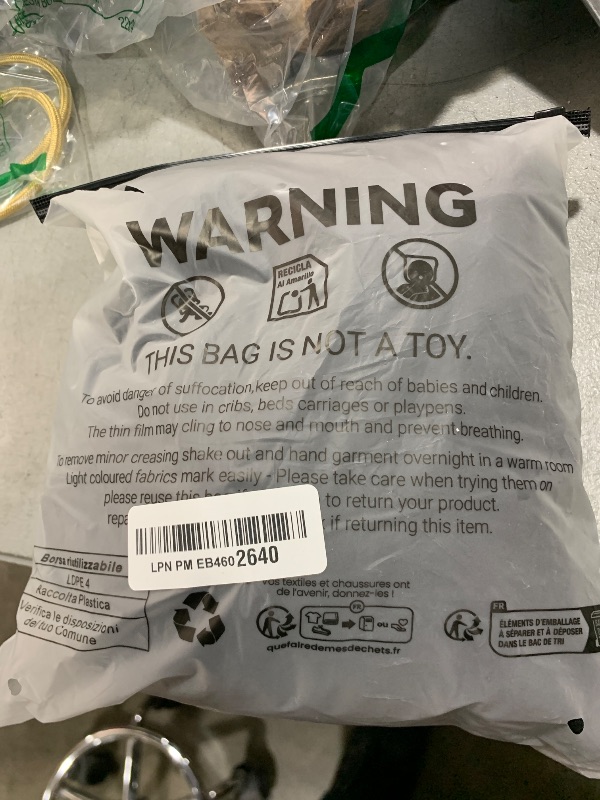 WARNING
RECICLA
Al Amarillo
THIS BAG IS NOT A TOY.
To avoid danger of suffocation,keep out of reach of babies and children.
Do not use in cribs, beds carriages or playpens.
The thin film may cling to nose and mouth and prevent breathing.
To remove minor creasing shake out and hand garment overnight in a warm room
Light coloured fabrics mark easily - Please take care when trying them on
please reuse this to return your product.
if returning this item.
LPN PM EB4602640
Borsa riutilizzabile
LDPE 4
Raccolta Plastica
Verifica le disposizioni
del tuo Comune
vos textiles et chaussures ont
de l'avenir, donnez-les !
FR
ou
quefairedemesdechets.fr
FR
ÉLÉMENTS D'EMBALLAGE
À SÉPARER ET À DÉPOSER
DANS LE BAC DE TRI